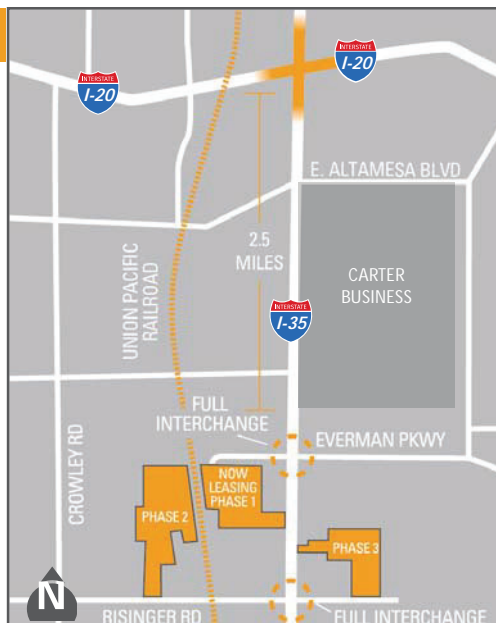 INTERSTATE
I-20
INTERSTATE
I-20
E. ALTAMESA BLVD
2.5
MILES
UNION PACIFIC
RAILROAD
CARTER
BUSINESS
INTERSTATE
I-35
CROWLEY RD
FULL
INTERCHANGE
EVERMAN PKWY
NOW
LEASING
PHASE 1
PHASE 2
PHASE 3
N
RISINGER RD
FULL INTERCHANGE